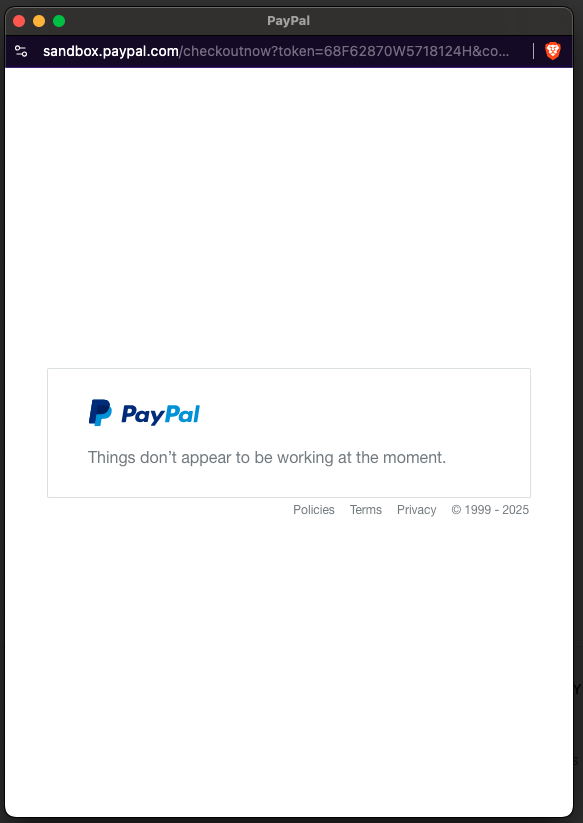 PayPal
sandbox.paypal.com/checkoutnow?token=68F62870W5718124H&co...
PayPal
Things don’t appear to be working at the moment.
Policies Terms Privacy © 1999 - 2025
Y
s